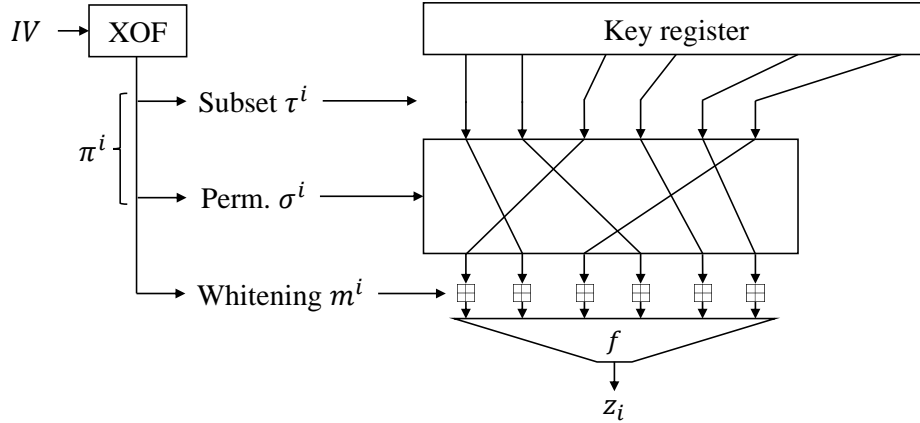 IV
XOF
Key register
Subset τ^i
π^i
Perm. σ^i
Whitening m^i
f
z_i